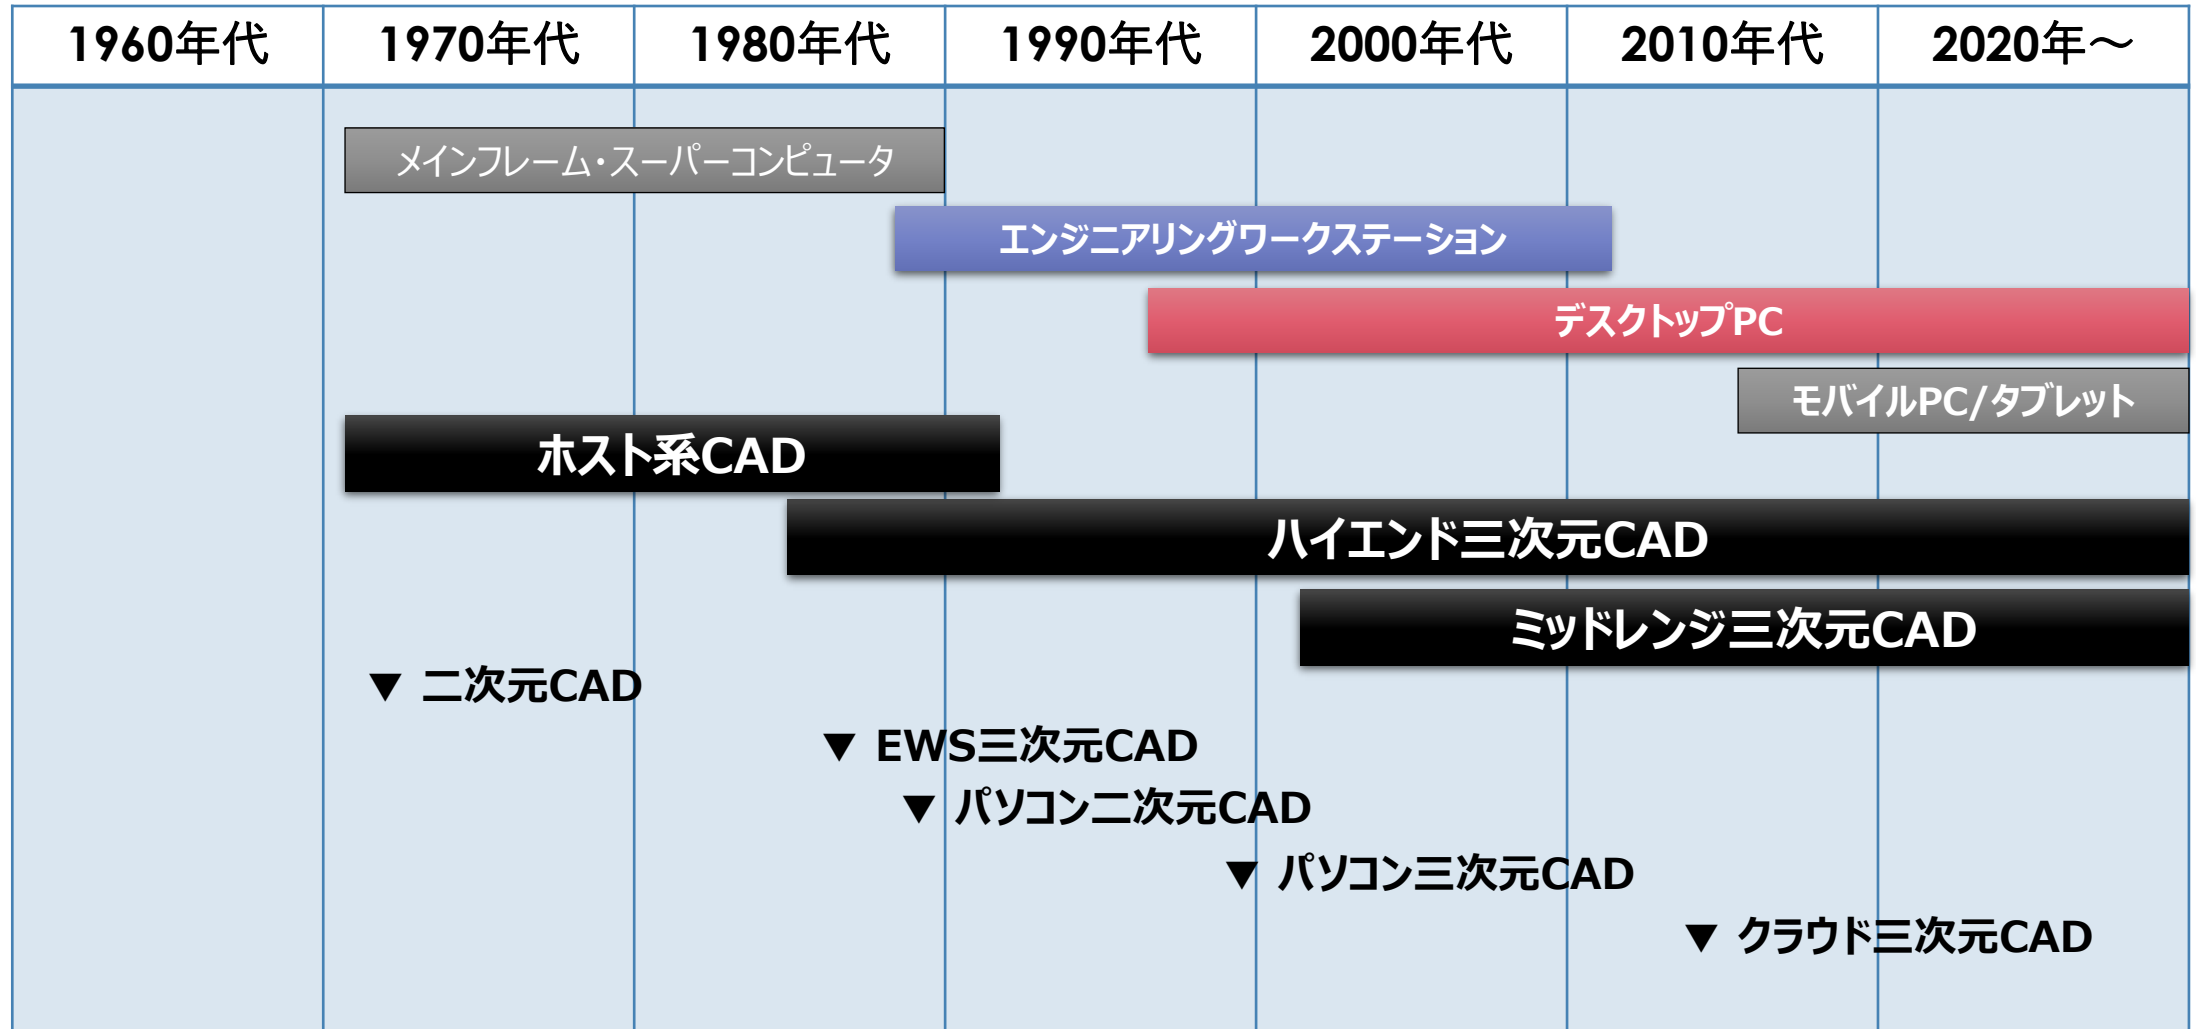 1960年代 1970年代 1980年代 1990年代 2000年代 2010年代 2020年～
メインフレーム・スーパーコンピュータ
エンジニアリングワークステーション
デスクトップPC
モバイルPC/タブレット
ホスト系CAD
ハイエンド三次元CAD
ミッドレンジ三次元CAD
▼ 二次元CAD
▼ EWS三次元CAD
▼ パソコン二次元CAD
▼ パソコン三次元CAD
▼ クラウド三次元CAD